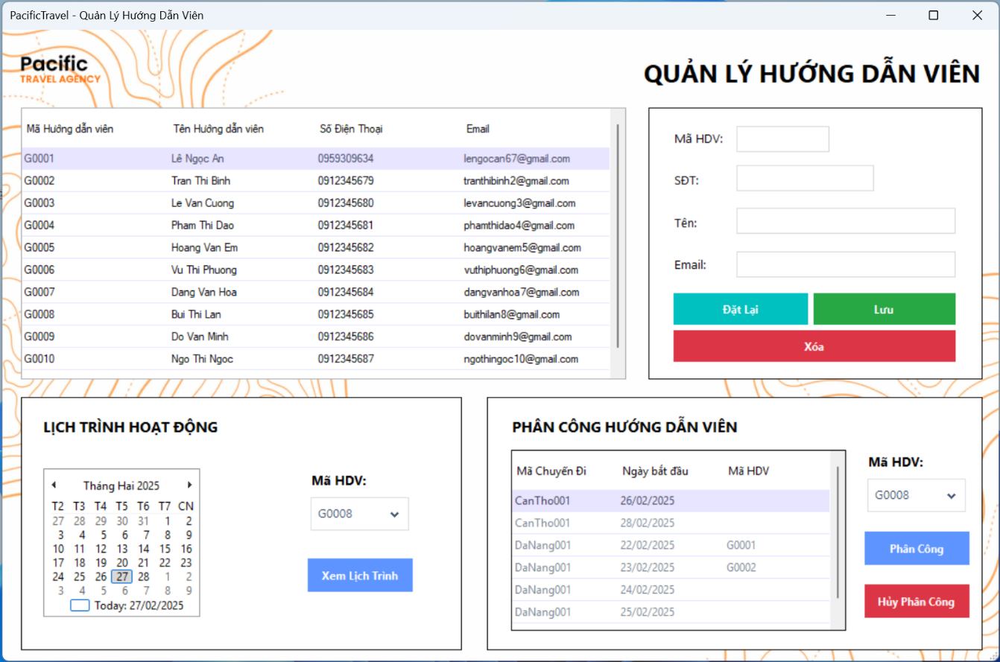 PacificTravel - Quản Lý Hướng Dẫn Viên
Pacific
TRAVEL AGENCY
QUẢN LÝ HƯỚNG DẪN VIÊN
Mã Hướng dẫn viên Tên Hướng dẫn viên Số Điện Thoại Email
G0001 Lê Ngọc An 0959309634 lengocan67@gmail.com
G0002 Tran Thi Binh 0912345679 tranthibinh2@gmail.com
G0003 Le Van Cuong 0912345680 levancuong3@gmail.com
G0004 Pham Thi Dao 0912345681 phamthidao4@gmail.com
G0005 Hoang Van Em 0912345682 hoangvanem5@gmail.com
G0006 Vu Thi Phuong 0912345683 vuthiphuong6@gmail.com
G0007 Dang Van Hoa 0912345684 dangvanhoa7@gmail.com
G0008 Bui Thi Lan 0912345685 buithilan8@gmail.com
G0009 Do Van Minh 0912345686 dovanminh9@gmail.com
G0010 Ngo Thi Ngoc 0912345687 ngothingoc10@gmail.com
Mã HDV:
SĐT:
Tên:
Email:
Đặt Lại Lưu
Xóa
LỊCH TRÌNH HOẠT ĐỘNG
Tháng Hai 2025
T2 T3 T4 T5 T6 T7 CN
27 28 29 30 31 1 2
3 4 5 6 7 8 9
10 11 12 13 14 15 16
17 18 19 20 21 22 23
24 25 26 27 28 1 2
3 4 5 6 7 8 9
Today: 27/02/2025
Mã HDV:
G0008
Xem Lịch Trình
PHÂN CÔNG HƯỚNG DẪN VIÊN
Mã Chuyến Đi Ngày bắt đầu Mã HDV
CanTho001 26/02/2025
CanTho001 28/02/2025
DaNang001 22/02/2025 G0001
DaNang001 23/02/2025 G0002
DaNang001 24/02/2025
DaNang001 25/02/2025
Mã HDV:
G0008
Phân Công
Hủy Phân Công